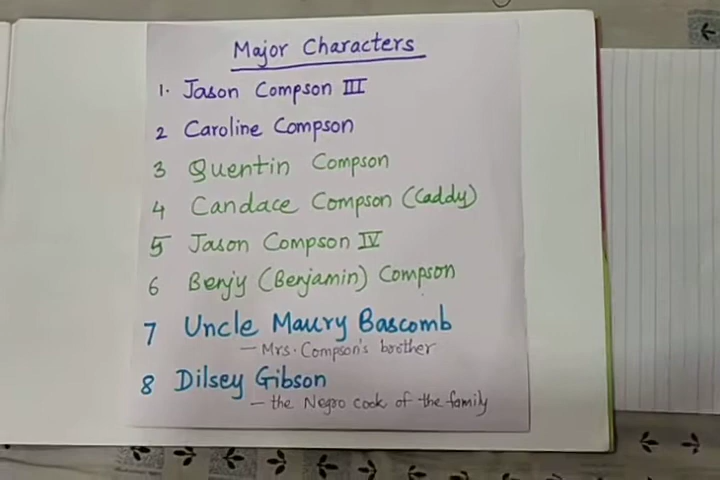 Major Characters
1. Jason Compson III
2 Caroline Compson
3 Quentin Compson
4 Candace Compson (Caddy)
5 Jason Compson IV
6 Benjy (Benjamin) Compson
7 Uncle Maury Bascomb
— Mrs. Compson's brother
8 Dilsey Gibson
— the Negro cook of the family